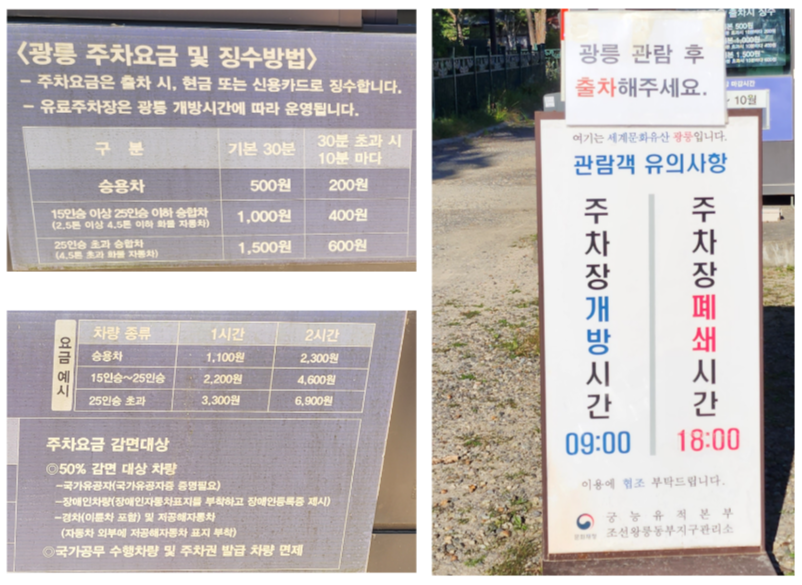 〈광릉 주차요금 및 징수방법〉
- 주차요금은 출차 시, 현금 또는 신용카드로 징수합니다.
- 유료주차장은 광릉 개방시간에 따라 운영됩니다.
구 분 기본 30분 30분 초과 시 10분 마다
승용차 500원 200원
15인승 이상 25인승 이하 승합차 1,000원 400원
(2.5톤 이상 4.5톤 이하 화물 자동차)
25인승 초과 승합차 1,500원 600원
(4.5톤 초과 화물 자동차)
요금 예시
차량 종류 1시간 2시간
승용차 1,100원 2,300원
15인승~25인승 2,200원 4,600원
25인승 초과 3,300원 6,900원
주차요금 감면대상
◎50% 감면 대상 차량
-국가유공자(국가유공자증 증명필요)
-장애인차량(장애인자동차표지를 부착하고 장애인등록증 제시)
-경차(이륜차 포함) 및 저공해자동차
(자동차 외부에 저공해자동차 표지 부착)
◎국가공무 수행차량 및 주차권 발급 차량 면제
광릉 관람 후
출차해주세요.
10월
여기는 세계문화유산 광릉입니다.
관람객 유의사항
주차장개방시간
09:00
주차장폐쇄시간
18:00
이용에 협조 부탁드립니다.
문화재청
궁능유적본부
조선왕릉동부지구관리소